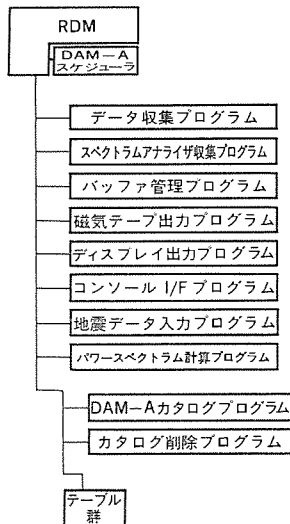 RDM
DAM－A
スケジューラ
データ収集プログラム
スペクトラムアナライザ収集プログラム
バッファ管理プログラム
磁気テープ出力プログラム
ディスプレイ出力プログラム
コンソール I/F プログラム
地震データ入力プログラム
パワースペクトラム計算プログラム
DAM－Aカタログプログラム
カタログ削除プログラム
テーブル
群